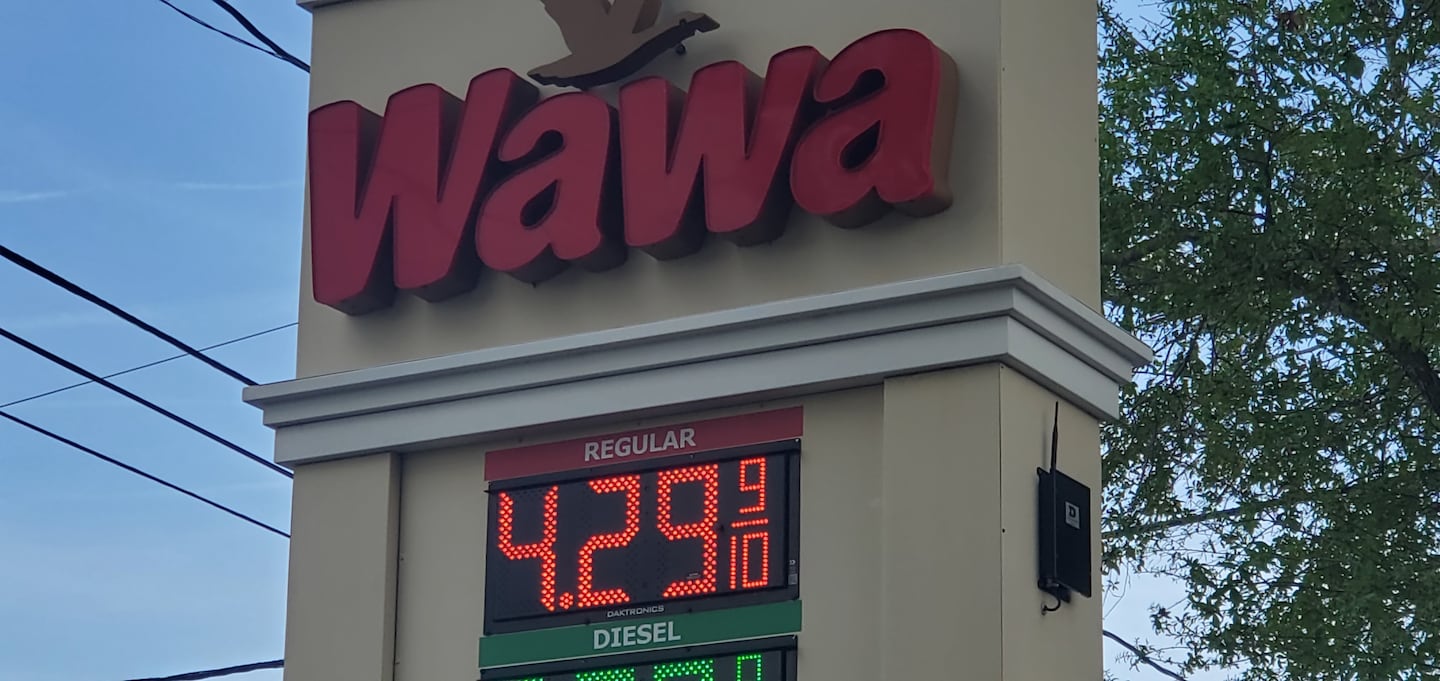 Wawa
REGULAR
4.29 9/10
DAKTRONICS
DIESEL